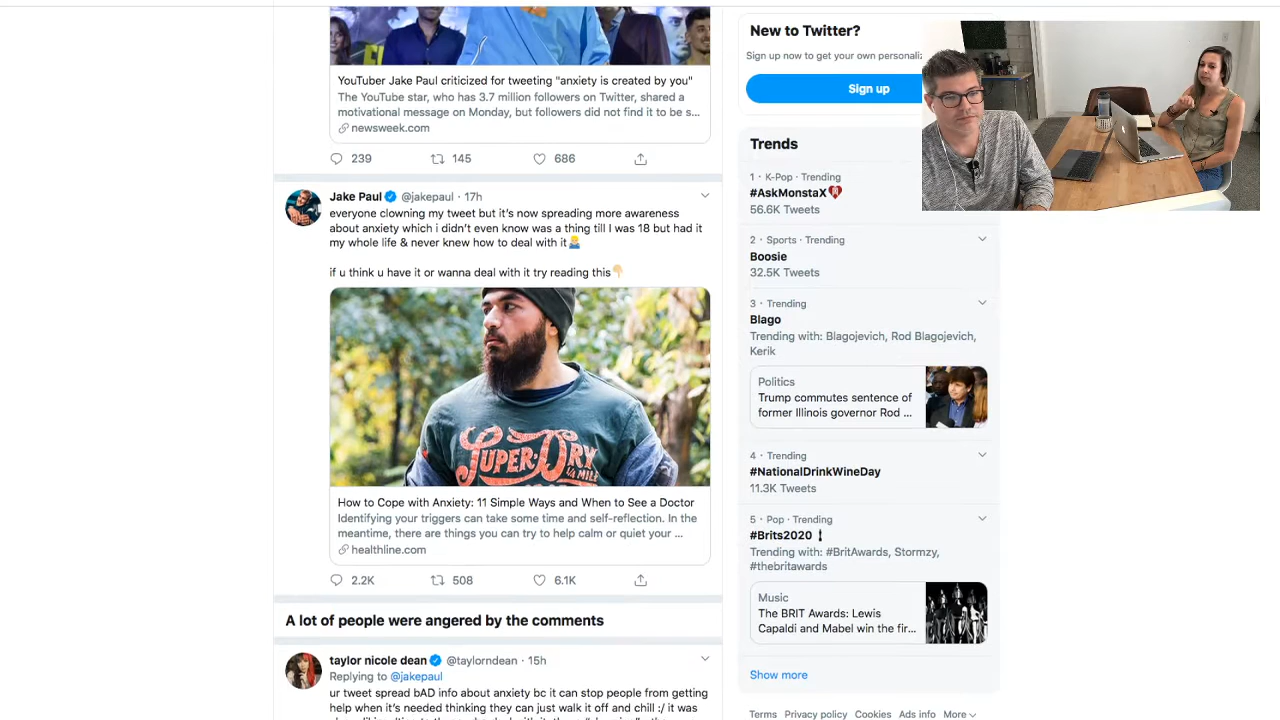 YouTuber Jake Paul criticized for tweeting "anxiety is created by you"
The YouTube star, who has 3.7 million followers on Twitter, shared a
motivational message on Monday, but followers did not find it to be s...
newsweek.com
239 145 686
Jake Paul @jakepaul · 17h
everyone clowning my tweet but it's now spreading more awareness
about anxiety which i didn't even know was a thing till I was 18 but had it
my whole life & never knew how to deal with it
if u think u have it or wanna deal with it try reading this
SUPER-DRY
How to Cope with Anxiety: 11 Simple Ways and When to See a Doctor
Identifying your triggers can take some time and self-reflection. In the
meantime, there are things you can try to help calm or quiet your ...
healthline.com
2.2K 508 6.1K
A lot of people were angered by the comments
taylor nicole dean @taylorndean · 15h
Replying to @jakepaul
ur tweet spread bAD info about anxiety bc it can stop people from getting
help when it's needed thinking they can just walk it off and chill :/ it was
New to Twitter?
Sign up now to get your own personaliz
Sign up
Trends
1 · K-Pop · Trending
#AskMonstaX
56.6K Tweets
2 · Sports · Trending
Boosie
32.5K Tweets
3 · Trending
Blago
Trending with: Blagojevich, Rod Blagojevich,
Kerik
Politics
Trump commutes sentence of
former Illinois governor Rod ...
4 · Trending
#NationalDrinkWineDay
11.3K Tweets
5 · Pop · Trending
#Brits2020
Trending with: #BritAwards, Stormzy,
#thebritawards
Music
The BRIT Awards: Lewis
Capaldi and Mabel win the fir...
Show more
Terms Privacy policy Cookies Ads info More